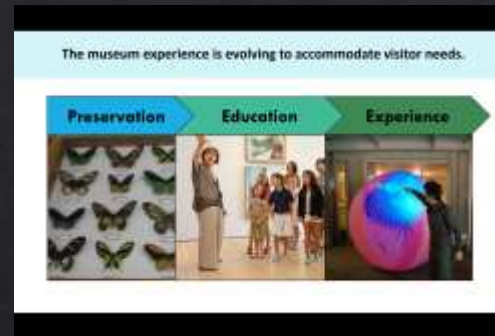 The museum experience is evolving to accommodate visitor needs.
Preservation
Education
Experience